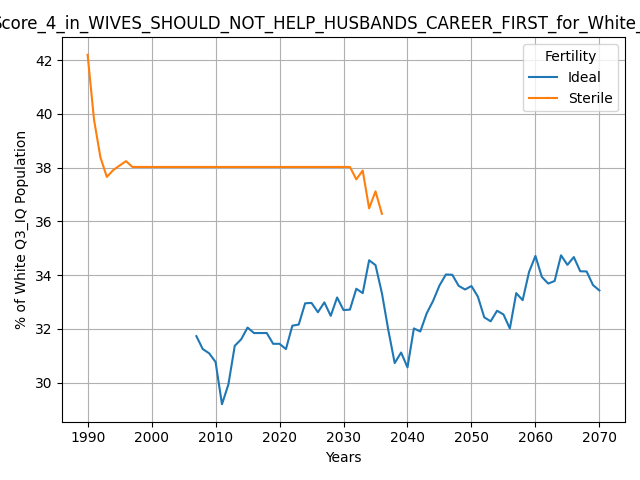 Score_4_in_WIVES_SHOULD_NOT_HELP_HUSBANDS_CAREER_FIRST_for_White_
Fertility
Ideal
Sterile
% of White Q3_IQ Population
42
40
38
36
34
32
30
1990
2000
2010
2020
2030
2040
2050
2060
2070
Years